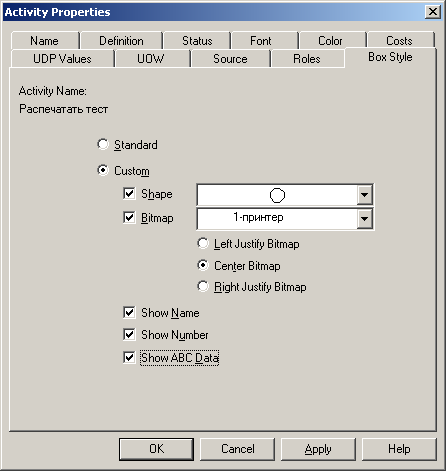 Activity Properties
Name Definition Status Font Color Costs
UDP Values UOW Source Roles Box Style
Activity Name:
Распечатать тест
Standard
Custom
Shape
Bitmap 1-принтер
Left Justify Bitmap
Center Bitmap
Right Justify Bitmap
Show Name
Show Number
Show ABC Data
OK Cancel Apply Help